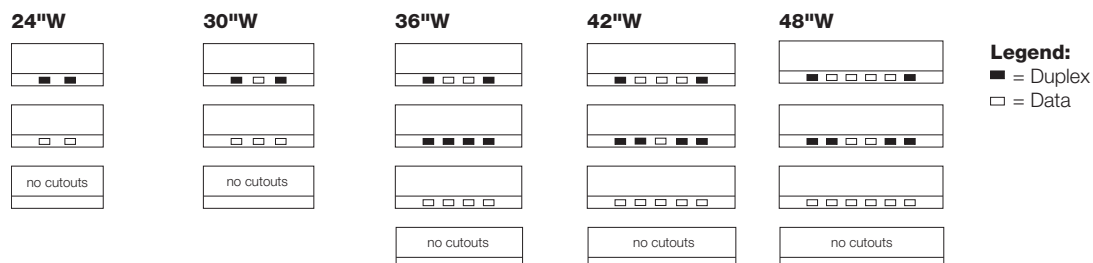 24"W
30"W
36"W
42"W
48"W
Legend:
= Duplex
= Data
no cutouts
no cutouts
no cutouts
no cutouts
no cutouts